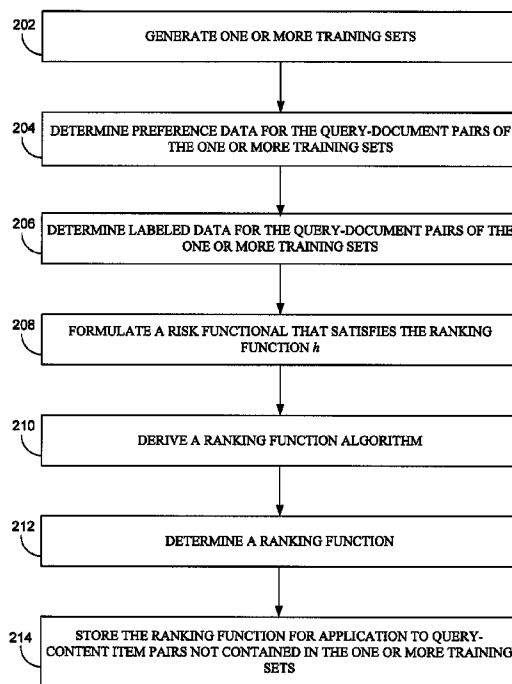 202
GENERATE ONE OR MORE TRAINING SETS
204
DETERMINE PREFERENCE DATA FOR THE QUERY-DOCUMENT PAIRS OF
THE ONE OR MORE TRAINING SETS
206
DETERMINE LABELED DATA FOR THE QUERY-DOCUMENT PAIRS OF THE
ONE OR MORE TRAINING SETS
208
FORMULATE A RISK FUNCTIONAL THAT SATISFIES THE RANKING
FUNCTION h
210
DERIVE A RANKING FUNCTION ALGORITHM
212
DETERMINE A RANKING FUNCTION
214
STORE THE RANKING FUNCTION FOR APPLICATION TO QUERY-
CONTENT ITEM PAIRS NOT CONTAINED IN THE ONE OR MORE TRAINING
SETS